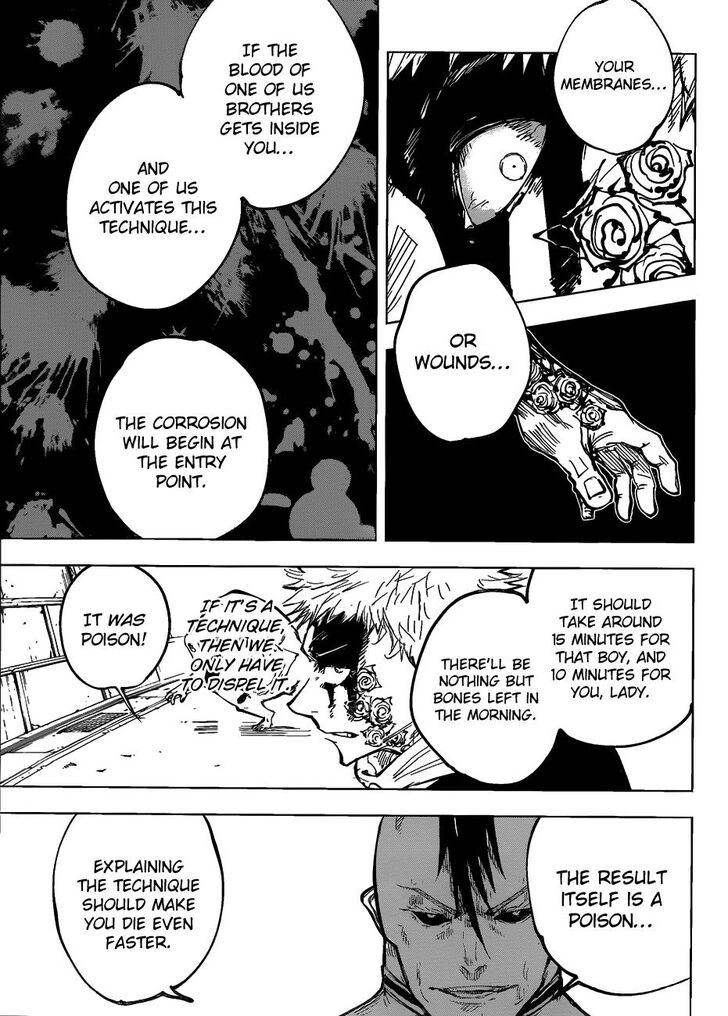 YOUR
MEMBRANES...
OR
WOUNDS...
IF THE
BLOOD OF
ONE OF US
BROTHERS
GETS INSIDE
YOU...
AND
ONE OF US
ACTIVATES THIS
TECHNIQUE...
THE CORROSION
WILL BEGIN AT
THE ENTRY
POINT.
IT SHOULD
TAKE AROUND
15 MINUTES FOR
THAT BOY, AND
10 MINUTES FOR
YOU, LADY.
THERE'LL BE
NOTHING BUT
BONES LEFT IN
THE MORNING.
IF IT'S A
TECHNIQUE,
THEN WE
ONLY HAVE
TO DISREL IT
IT WAS
POISON!
THE RESULT
ITSELF IS A
POISON...
EXPLAINING
THE TECHNIQUE
SHOULD MAKE
YOU DIE EVEN
FASTER.